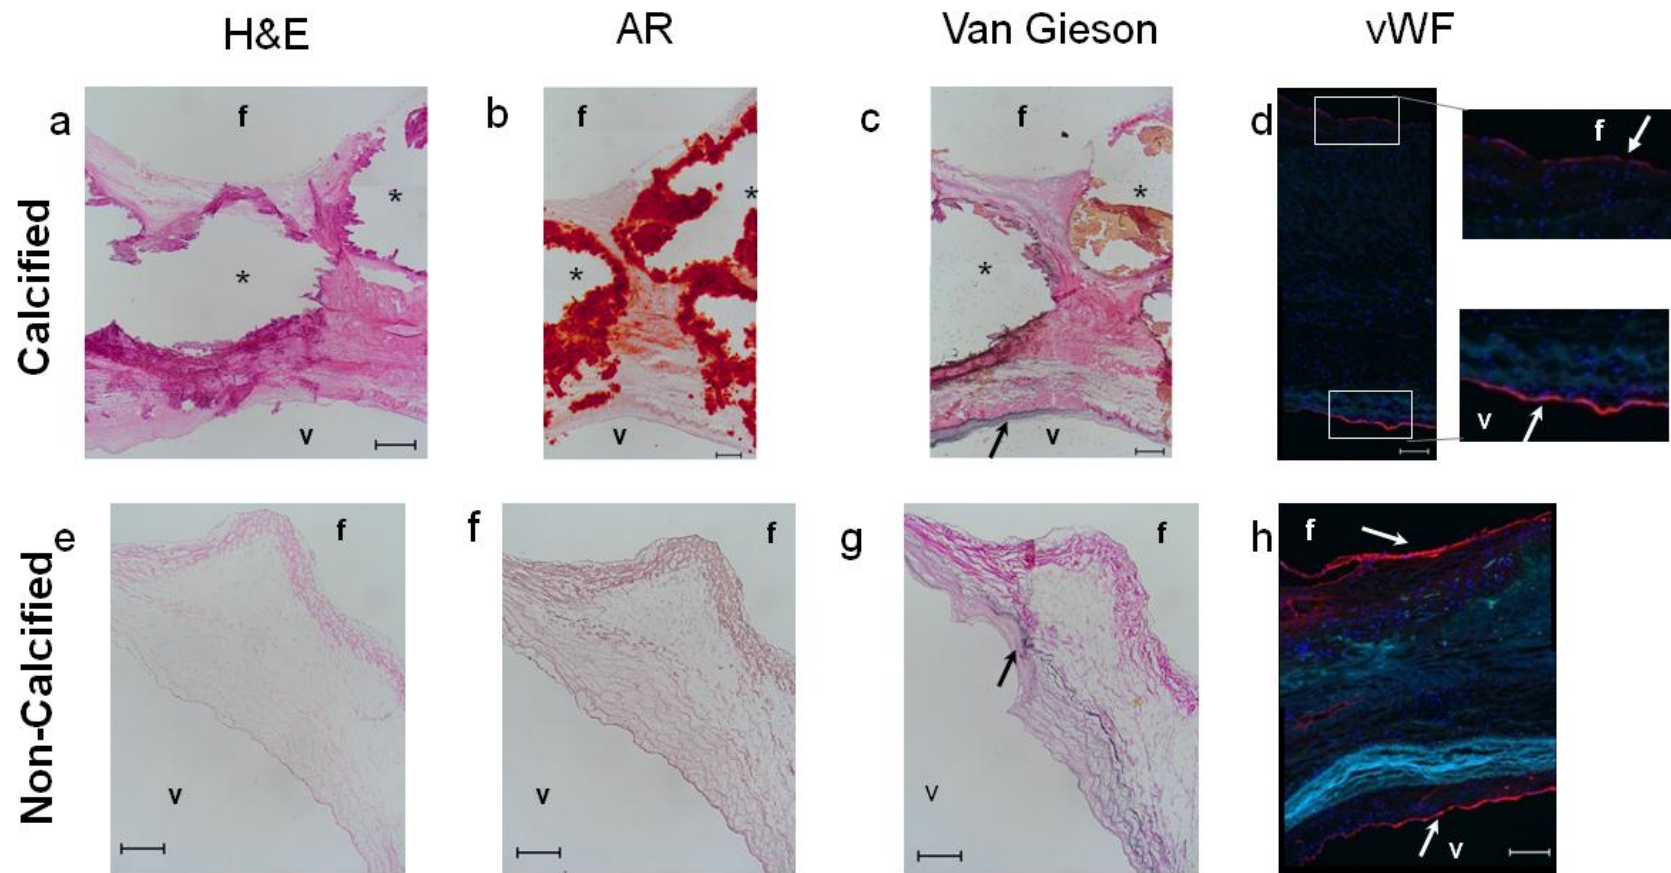 H&E AR Van Gieson vWF
Calcified
a f * * v
b f * * v
c f * * v
d f v
Non-Calcified
e f v
f f v
g f v
h f v